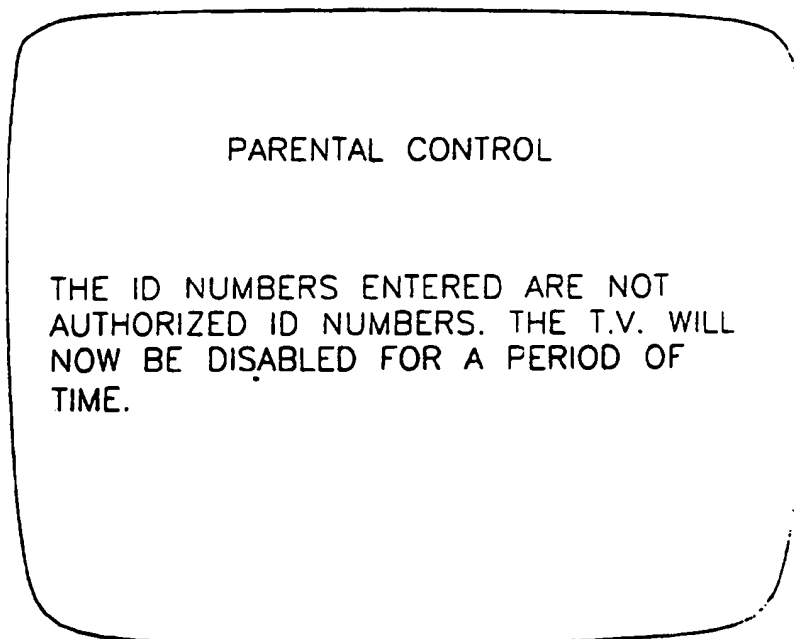 PARENTAL CONTROL
THE ID NUMBERS ENTERED ARE NOT
AUTHORIZED ID NUMBERS. THE T.V. WILL
NOW BE DISABLED FOR A PERIOD OF
TIME.